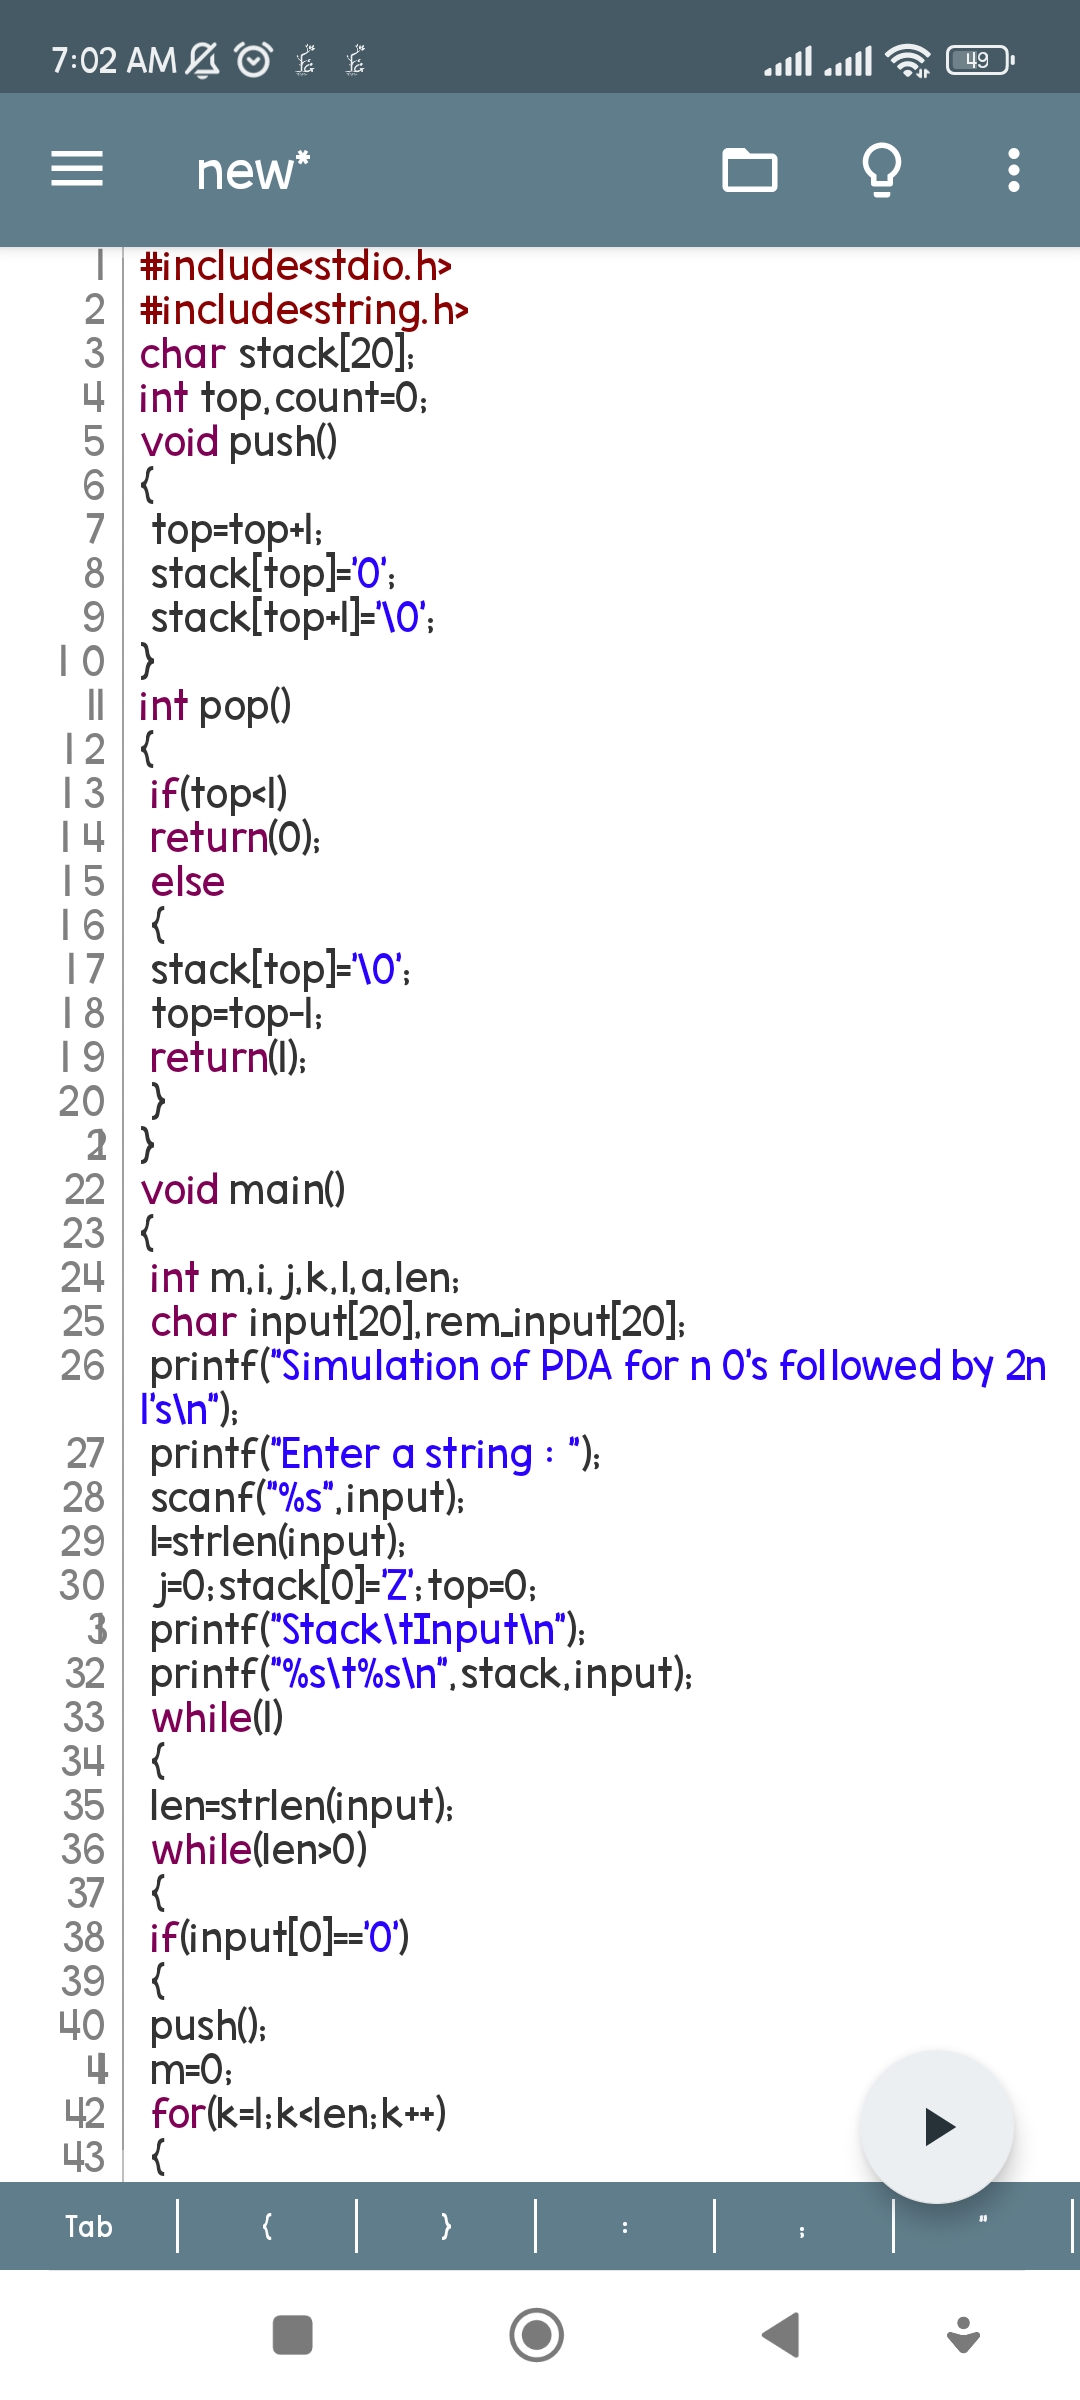 7:02 AM 49
new*
1 #include<stdio.h>
2 #include<string.h>
3 char stack[20];
4 int top,count=0;
5 void push()
6 {
7 top=top+1;
8 stack[top]='0';
9 stack[top+1]='\0';
10 }
11 int pop()
12 {
13 if(top<1)
14 return(0);
15 else
16 {
17 stack[top]='\0';
18 top=top-1;
19 return(1);
20 }
21 }
22 void main()
23 {
24 int m,i,j,k,l,a,len;
25 char input[20],rem_input[20];
26 printf("Simulation of PDA for n 0's followed by 2n
1's\n");
27 printf("Enter a string : ");
28 scanf("%s",input);
29 l=strlen(input);
30 j=0;stack[0]='Z';top=0;
31 printf("Stack\tInput\n");
32 printf("%s\t%s\n",stack,input);
33 while(1)
34 {
35 len=strlen(input);
36 while(len>0)
37 {
38 if(input[0]=='0')
39 {
40 push();
41 m=0;
42 for(k=1;k<len;k++)
43 {
Tab { } : ; "